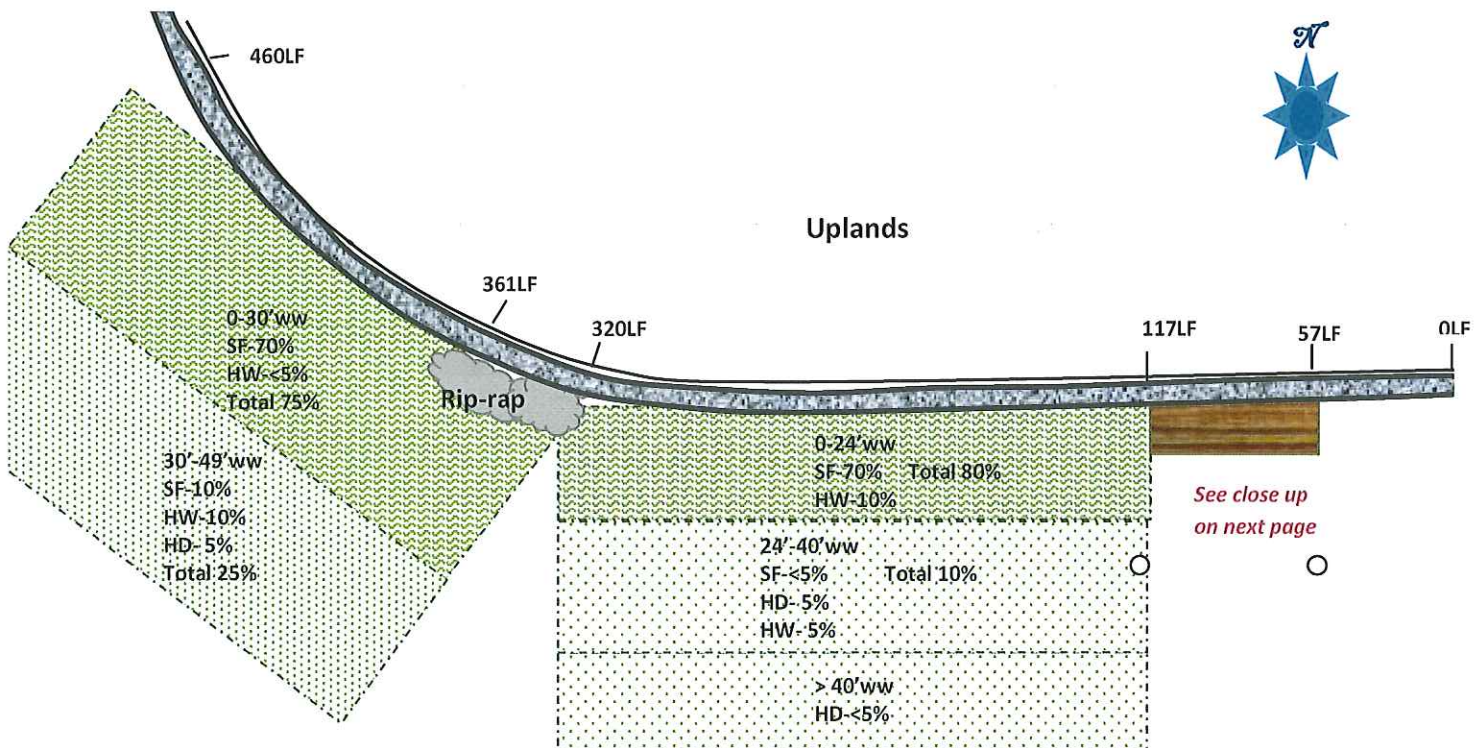 N
460LF
Uplands
361LF
320LF
117LF
57LF
0LF
0-30'ww
SF-70%
HW-<5%
Total 75%
Rip-rap
30'-49'ww
SF-10%
HW-10%
HD-5%
Total 25%
0-24'ww
SF-70% Total 80%
HW-10%
See close up
on next page
24'-40'ww
SF-<5% Total 10%
HD- 5%
HW- 5%
> 40'ww
HD-<5%